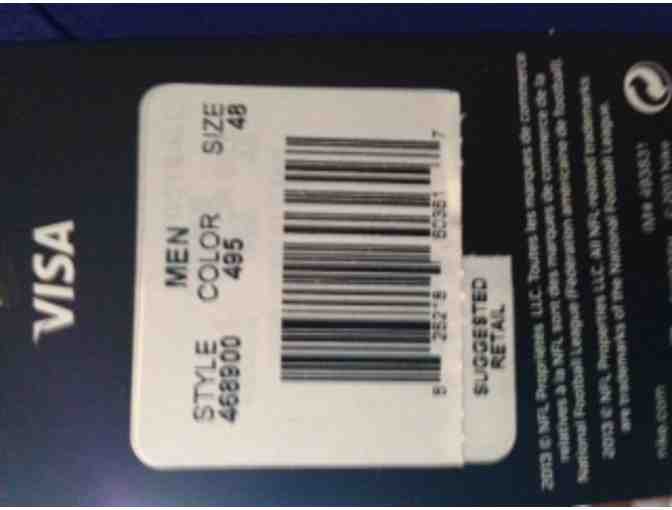 VISA
MEN
STYLE COLOR SIZE
468900 495 48
SUGGESTED
RETAIL
2013 © NFL Propriétés LLC. Toutes les marques de commerce
relatives à la NFL sont des marques de commerce de la
National Football League (Fédération américaine de football).
2013 © NFL Properties LLC. All NFL-related trademarks
are trademarks of the National Football League.
nike.com